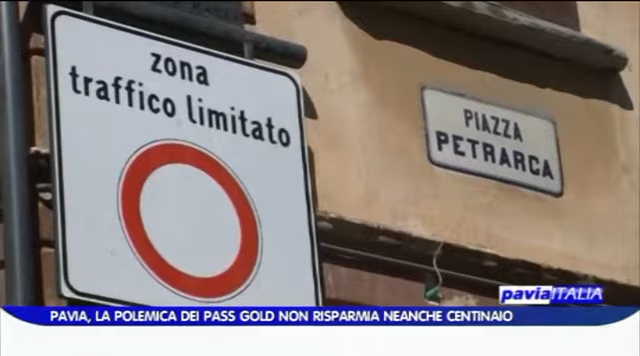 zona
traffico limitato
PIAZZA
PETRARCA
paviaITALIA
PAVIA, LA POLEMICA DEI PASS GOLD NON RISPARMIA NEANCHE CENTINAIO